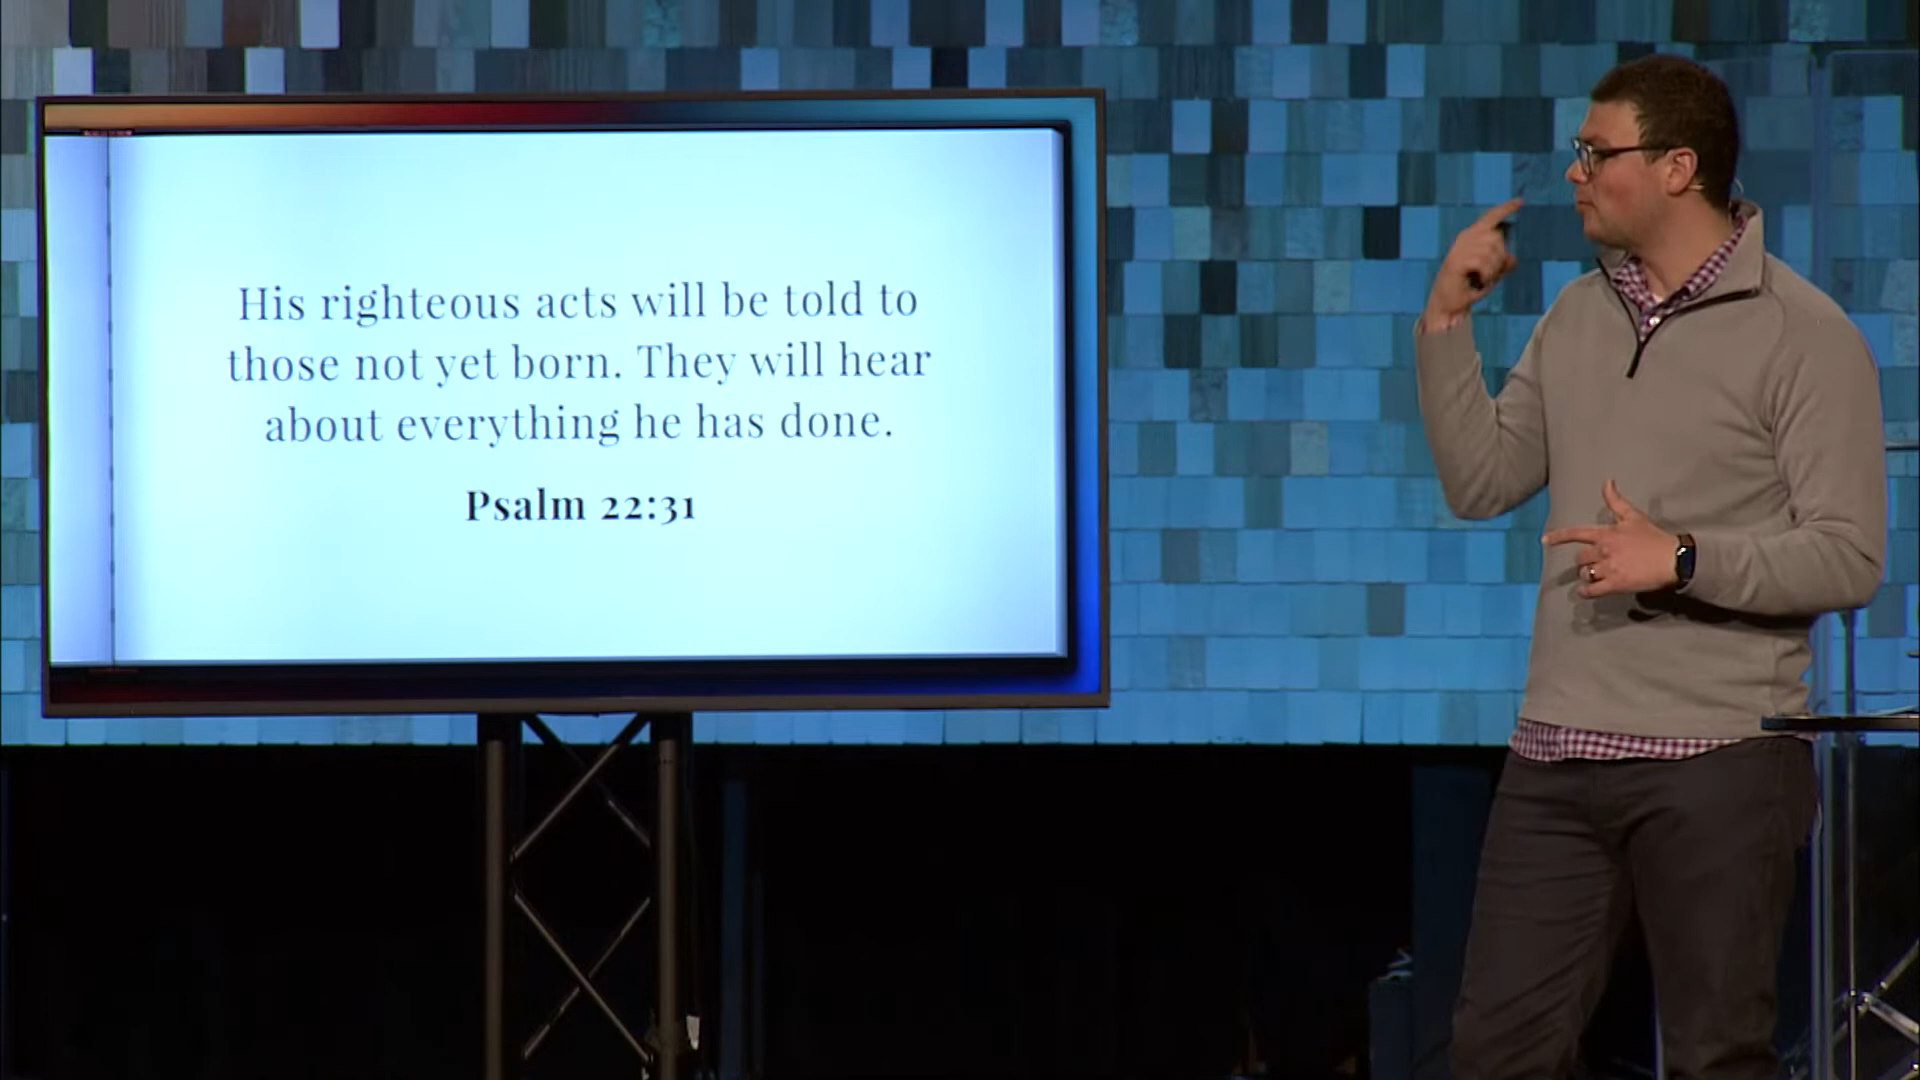 His righteous acts will be told to
those not yet born. They will hear
about everything he has done.
Psalm 22:31